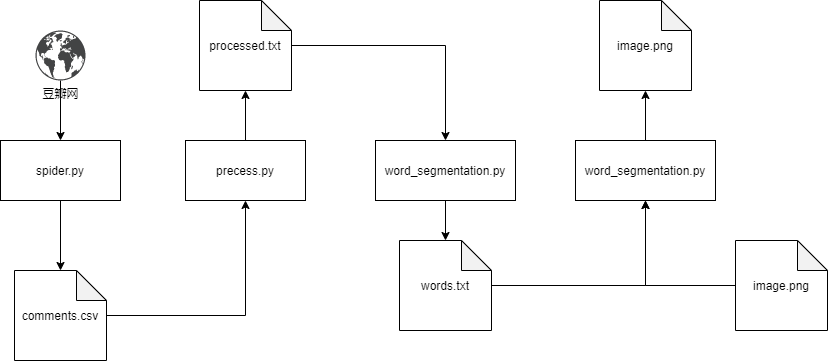 processed.txt
image.png
豆瓣网
spider.py
precess.py
word_segmentation.py
word_segmentation.py
words.txt
image.png
comments.csv